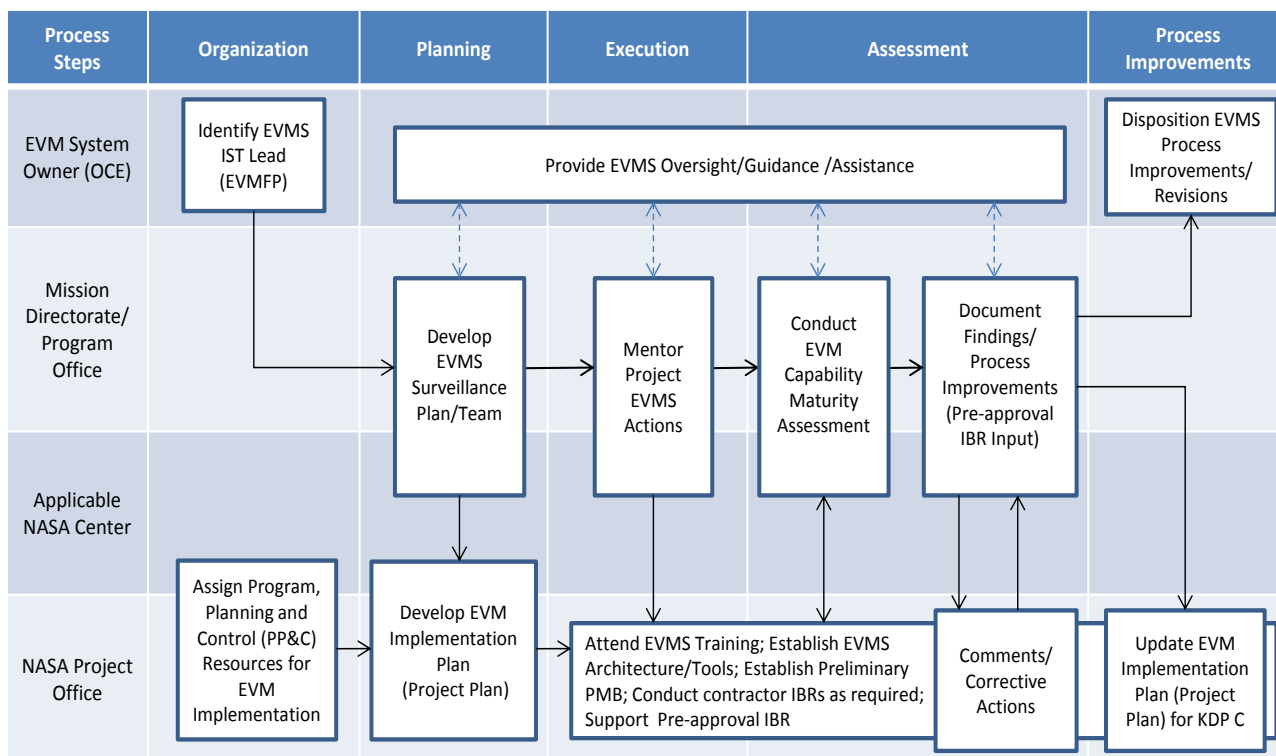 Process
Steps
Organization
Planning
Execution
Assessment
Process
Improvements
EVM System
Owner (OCE)
Identify EVMS
IST Lead
(EVMFP)
Provide EVMS Oversight/Guidance /Assistance
Disposition EVMS
Process
Improvements/
Revisions
Mission
Directorate/
Program
Office
Develop
EVMS
Surveillance
Plan/Team
Mentor
Project
EVMS
Actions
Conduct
EVM
Capability
Maturity
Assessment
Document
Findings/
Process
Improvements
(Pre-approval
IBR Input)
Applicable
NASA Center
NASA Project
Office
Assign Program,
Planning and
Control (PP&C)
Resources for
EVM
Implementation
Develop EVM
Implementation
Plan
(Project Plan)
Attend EVMS Training; Establish EVMS
Architecture/Tools; Establish Preliminary
PMB; Conduct contractor IBRs as required;
Support Pre-approval IBR
Comments/
Corrective
Actions
Update EVM
Implementation
Plan (Project
Plan) for KDP C